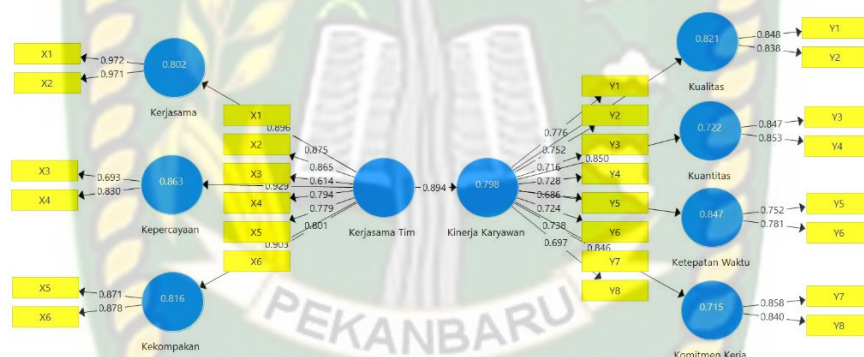 X1
X2
0.972
0.971
0.802
Kerjasama
X3
X4
0.693
0.830
0.863
Kepercayaan
X5
X6
0.871
0.878
0.816
Kekompakan
X1
X2
X3
X4
X5
X6
0.896
0.875
0.865
0.614
0.929
0.794
0.779
0.801
0.903
Kerjasama Tim
0.894
0.798
Kinerja Karyawan
0.776
0.752
0.716
0.850
0.728
0.686
0.724
0.738
0.846
0.697
Y1
Y2
Y3
Y4
Y5
Y6
Y7
Y8
0.821
Kualitas
0.848
0.838
Y1
Y2
0.722
Kuantitas
0.847
0.853
Y3
Y4
0.847
Ketepatan Waktu
0.752
0.781
Y5
Y6
0.715
Komitmen Kerja
0.858
0.840
Y7
Y8
PEKANBARU